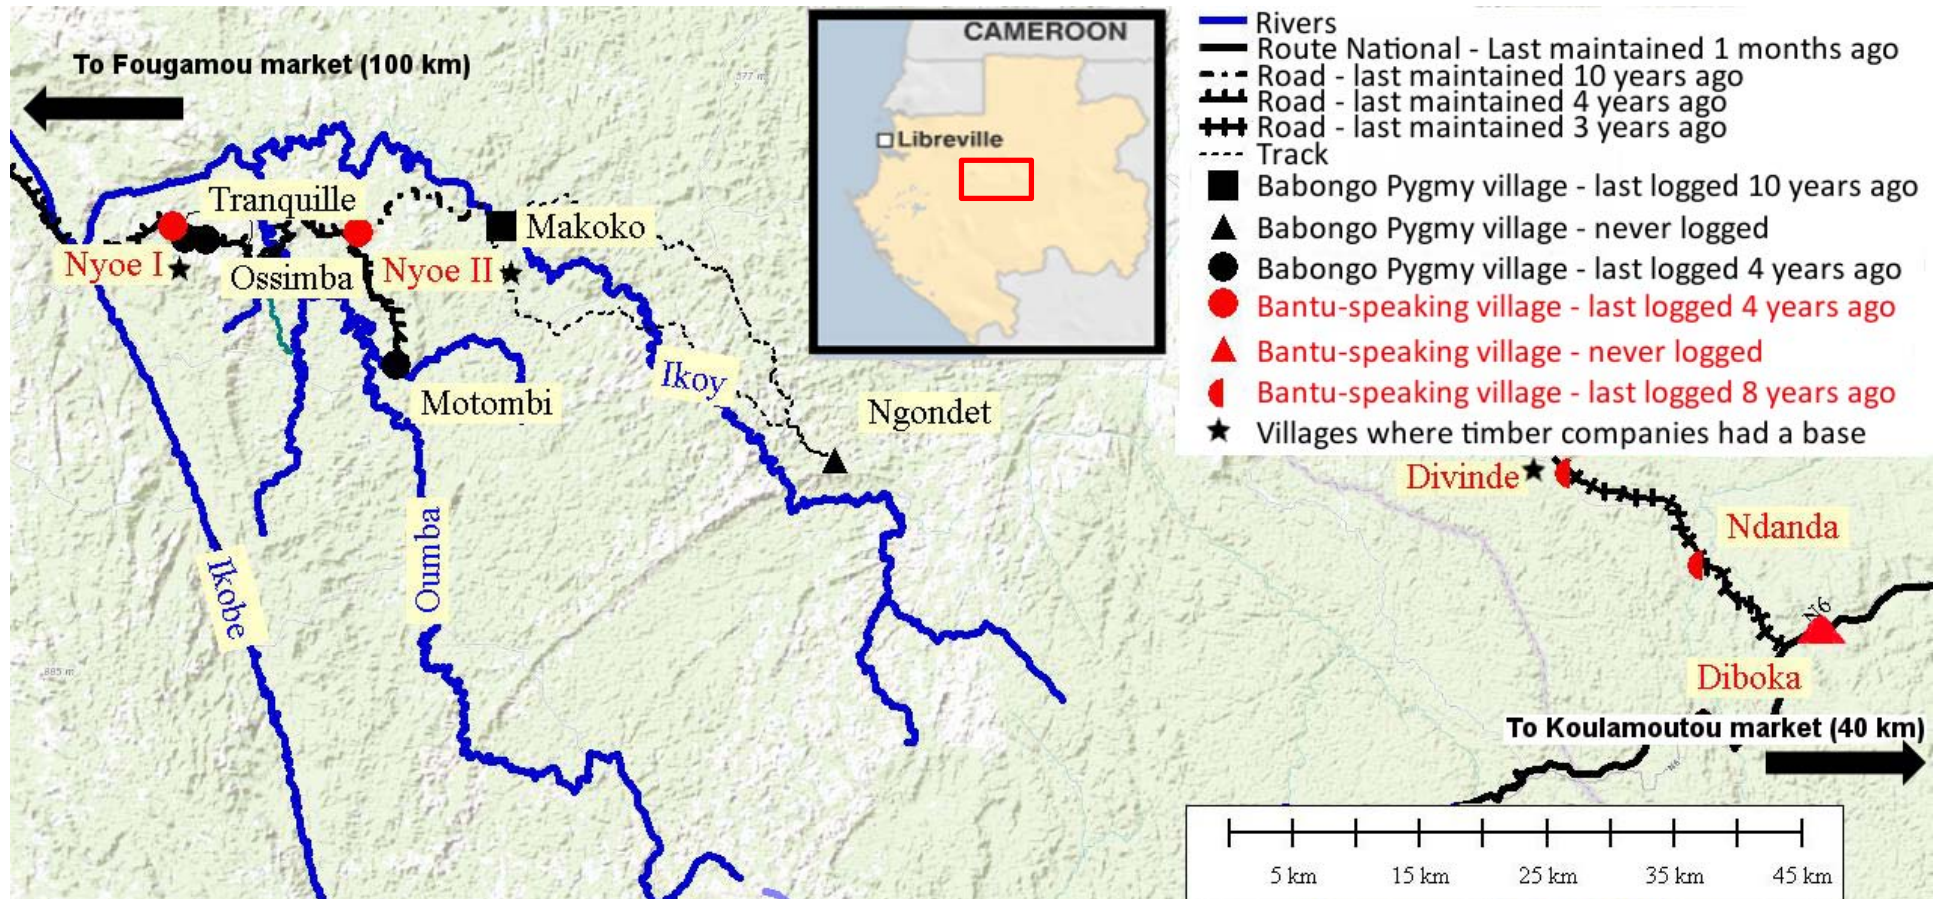 To Fougamou market (100 km)
577 m
CAMEROON
Libreville
Rivers
Route National - Last maintained 1 months ago
Road - last maintained 10 years ago
Road - last maintained 4 years ago
Road - last maintained 3 years ago
Track
Babongo Pygmy village - last logged 10 years ago
Babongo Pygmy village - never logged
Babongo Pygmy village - last logged 4 years ago
Bantu-speaking village - last logged 4 years ago
Bantu-speaking village - never logged
Bantu-speaking village - last logged 8 years ago
Villages where timber companies had a base
Tranquille
Makoko
Nyoe I
Ossimba
Nyoe II
Ikoy
Motombi
Ngondet
Divinde
Ndanda
Oumba
Ikobe
N6
Diboka
To Koulamoutou market (40 km)
N6
5 km
15 km
25 km
35 km
45 km